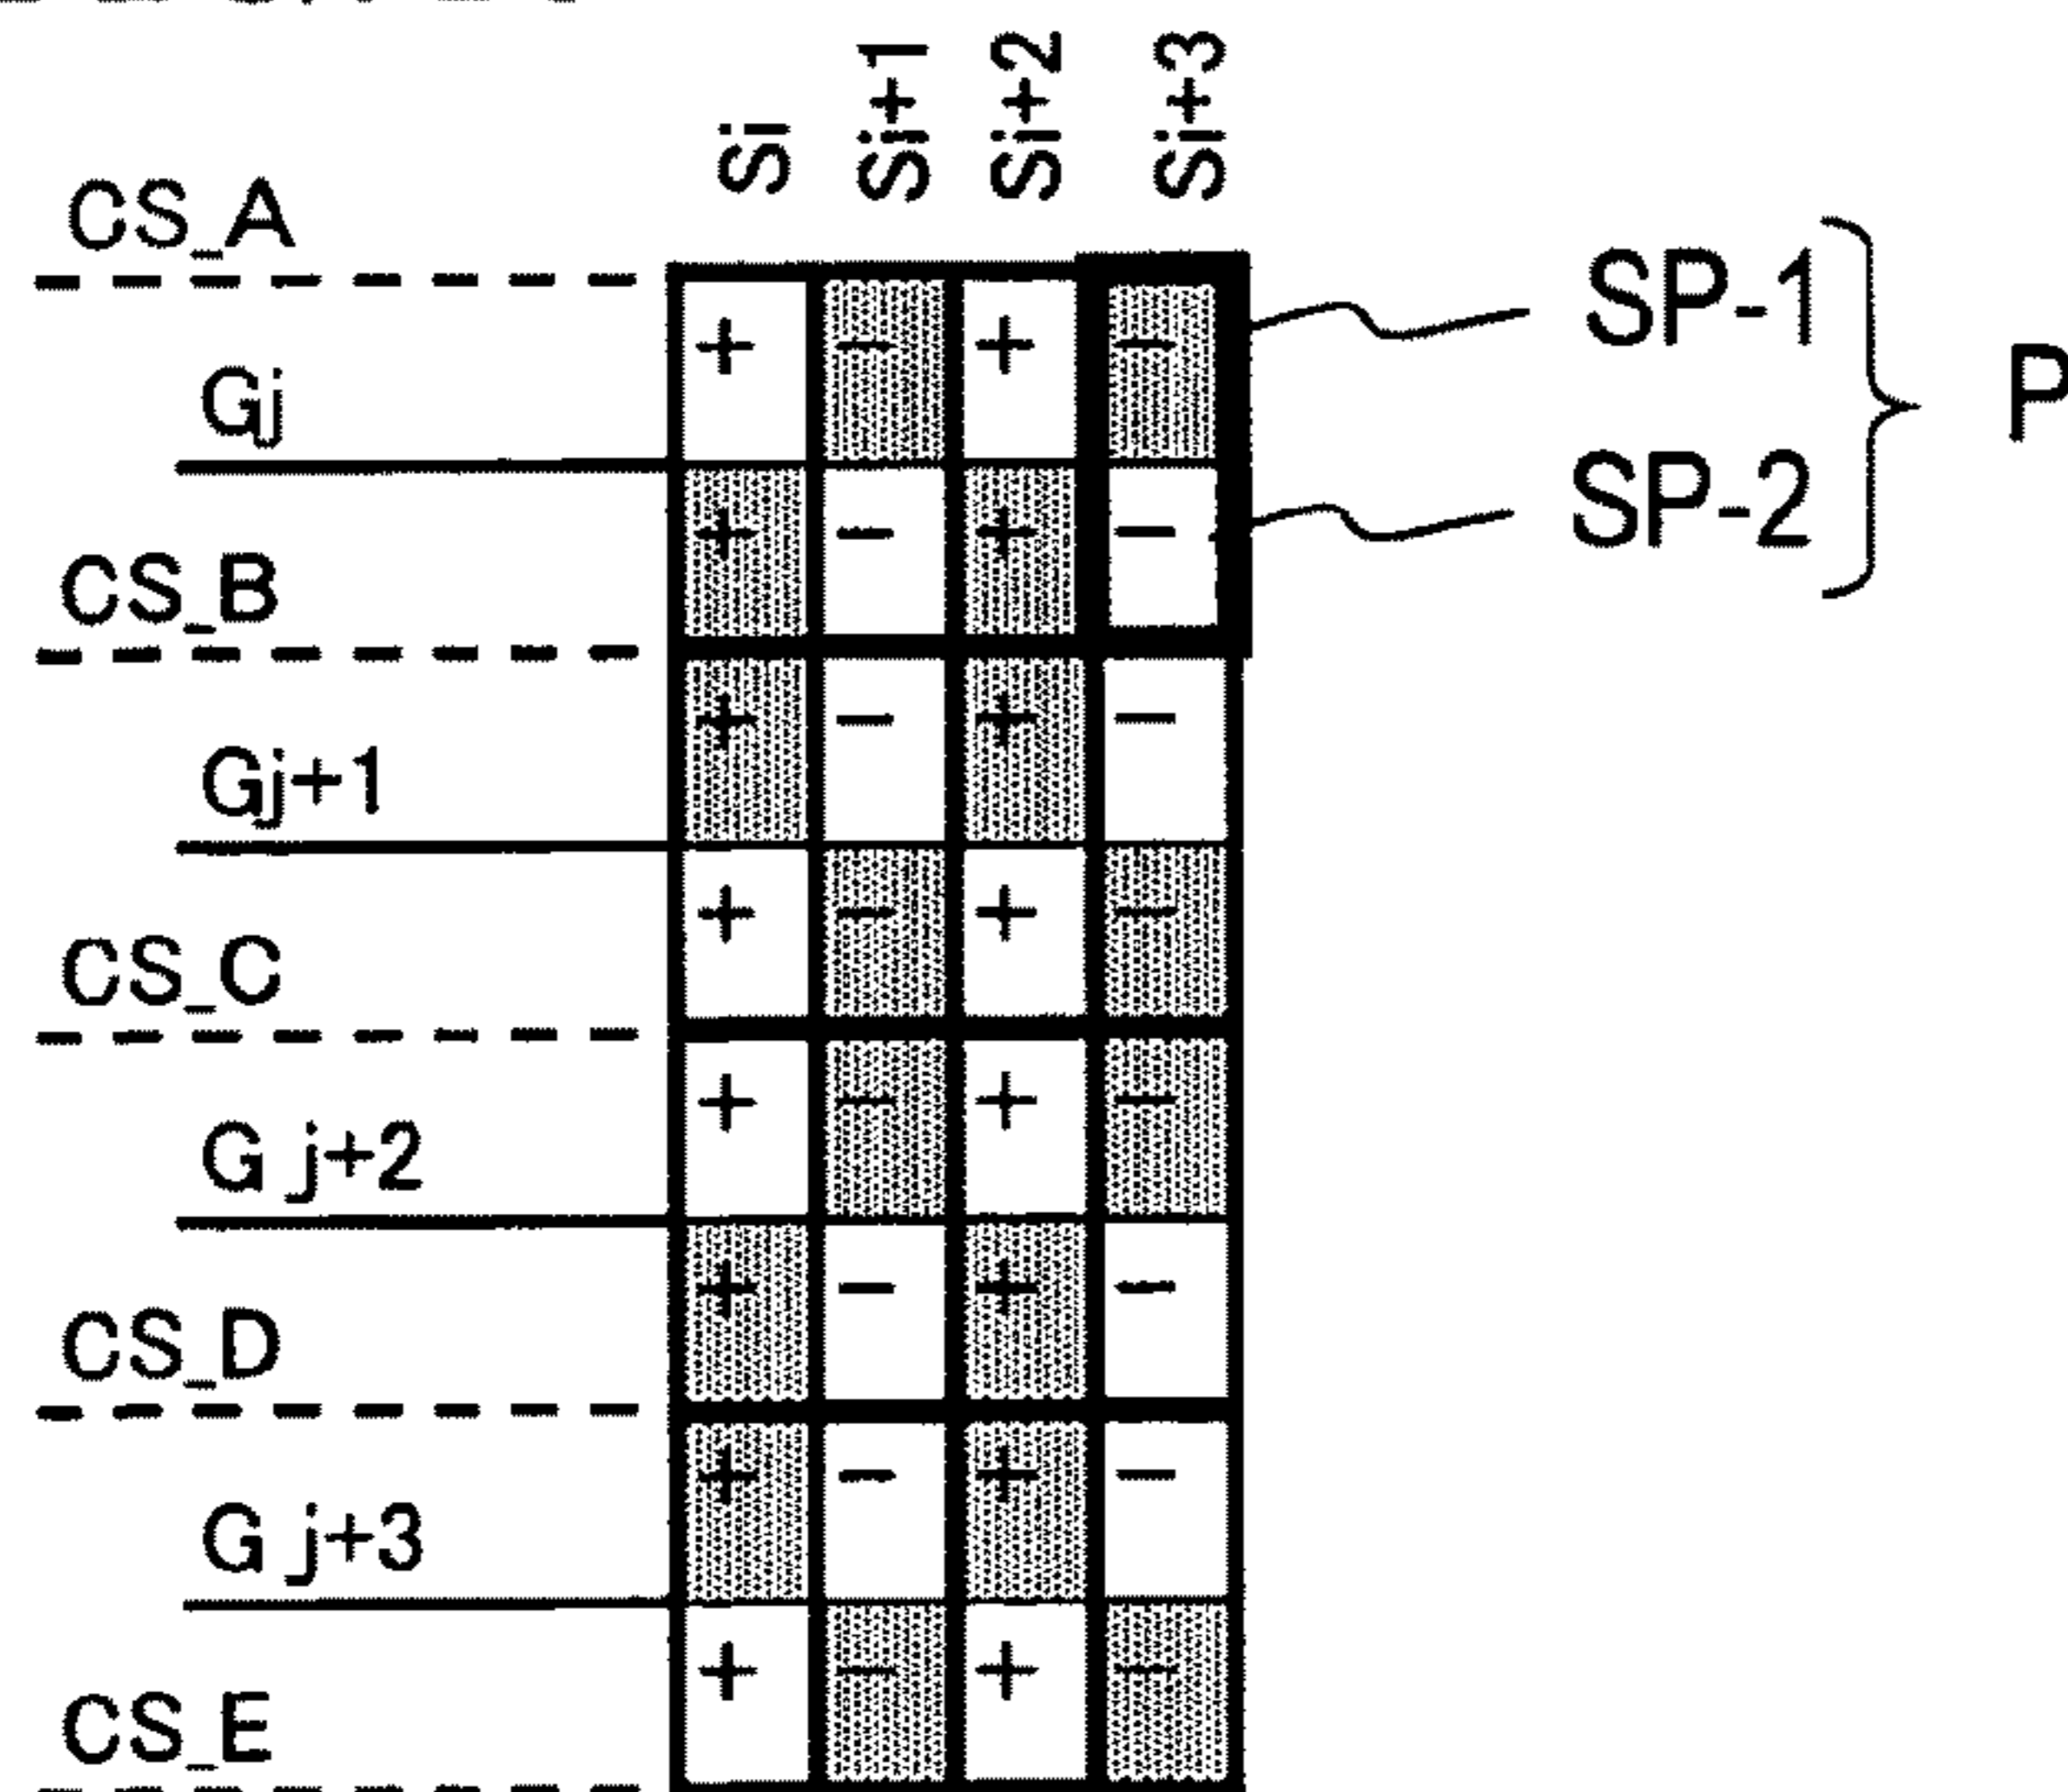 Si Si+1 Si+2 Si+3
CS_A
+ - + - SP-1
Gj P
+ - + - SP-2
CS_B
+ - + -
Gj+1
+ - + -
CS_C
+ - + -
G j+2
+ - + -
CS_D
+ - + -
G j+3
+ - + -
CS_E